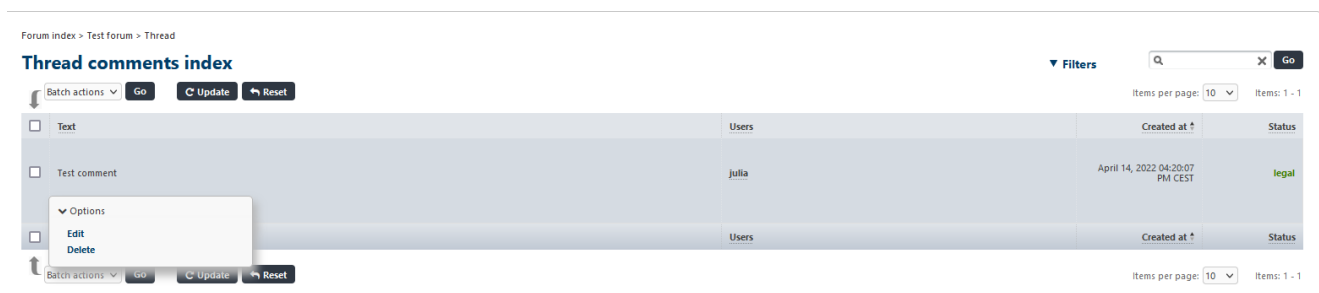 Forum index > Test forum > Thread
Thread comments index
▼ Filters
Go
Batch actions
Go
Update
Reset
Items per page: 10
Items: 1 - 1
Text
Users
Created at
Status
Test comment
julia
April 14, 2022 04:20:07
PM CEST
legal
Options
Edit
Delete
Users
Created at
Status
Batch actions
Go
Update
Reset
Items per page: 10
Items: 1 - 1